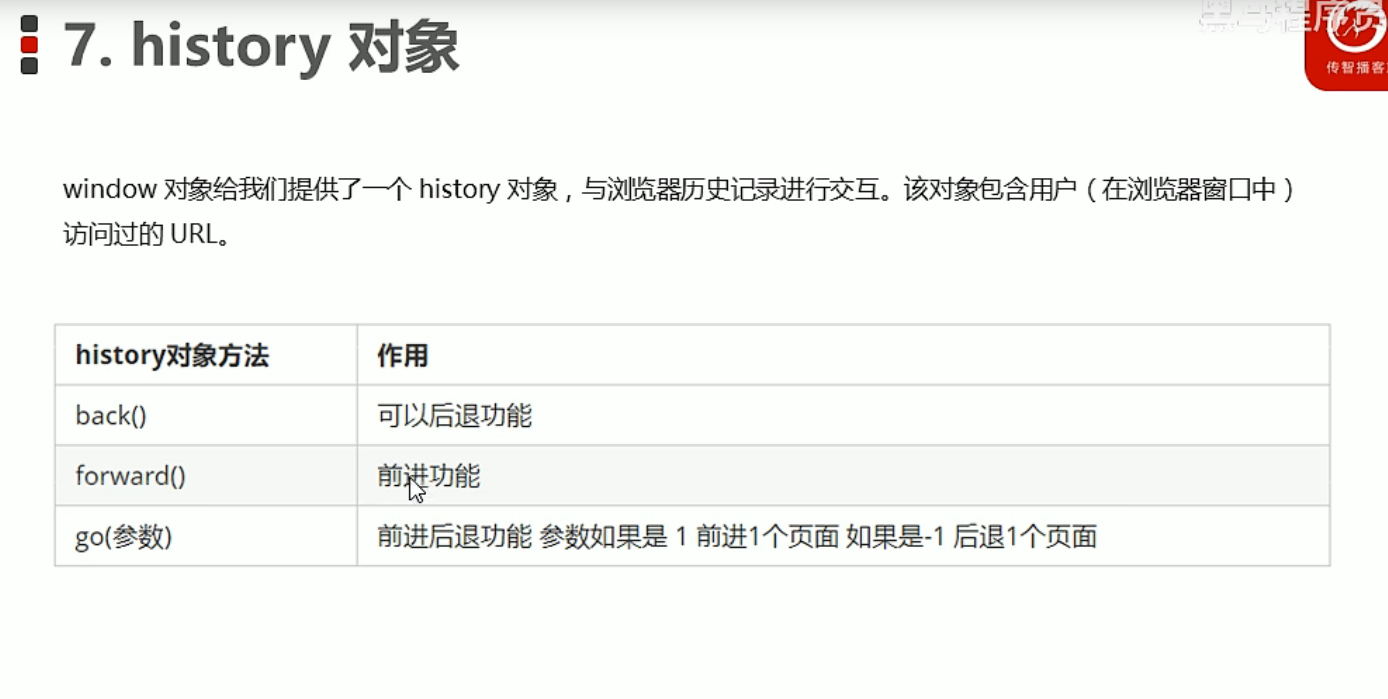 黑马程序员
传智播客
7. history 对象
window 对象给我们提供了一个 history 对象，与浏览器历史记录进行交互。该对象包含用户（在浏览器窗口中）
访问过的 URL。
history对象方法 作用
back() 可以后退功能
forward() 前进功能
go(参数) 前进后退功能 参数如果是 1 前进1个页面 如果是-1 后退1个页面